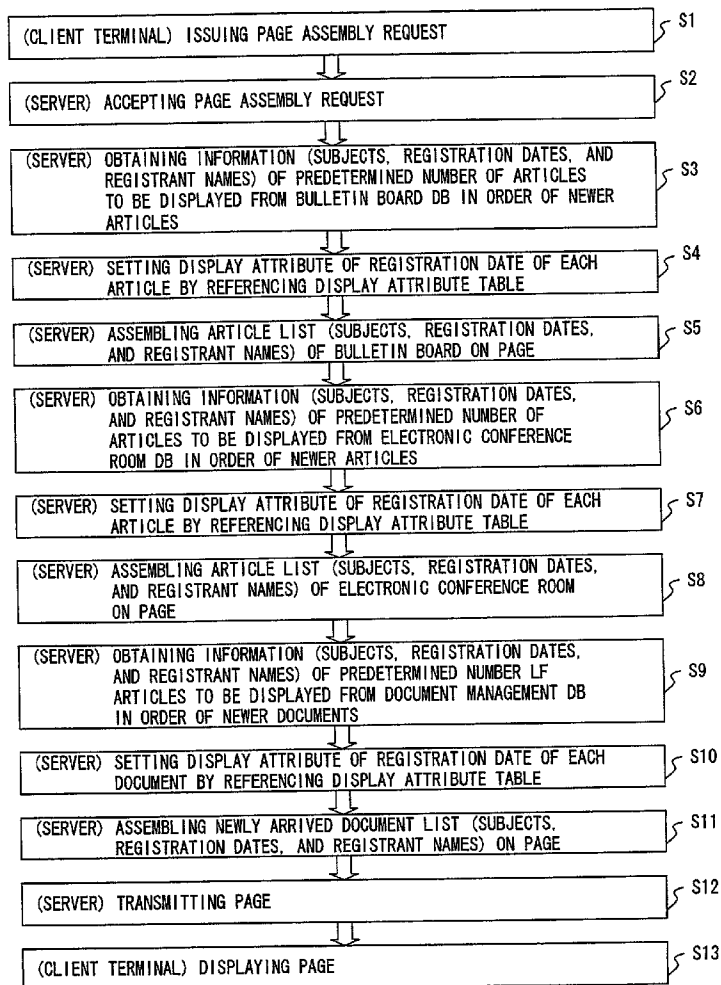 (CLIENT TERMINAL) ISSUING PAGE ASSEMBLY REQUEST
S1
(SERVER) ACCEPTING PAGE ASSEMBLY REQUEST
S2
(SERVER) OBTAINING INFORMATION (SUBJECTS, REGISTRATION DATES, AND
REGISTRANT NAMES) OF PREDETERMINED NUMBER OF ARTICLES
TO BE DISPLAYED FROM BULLETIN BOARD DB IN ORDER OF NEWER
ARTICLES
S3
(SERVER) SETTING DISPLAY ATTRIBUTE OF REGISTRATION DATE OF EACH
ARTICLE BY REFERENCING DISPLAY ATTRIBUTE TABLE
S4
(SERVER) ASSEMBLING ARTICLE LIST (SUBJECTS, REGISTRATION DATES,
AND REGISTRANT NAMES) OF BULLETIN BOARD ON PAGE
S5
(SERVER) OBTAINING INFORMATION (SUBJECTS, REGISTRATION DATES,
AND REGISTRANT NAMES) OF PREDETERMINED NUMBER OF
ARTICLES TO BE DISPLAYED FROM ELECTRONIC CONFERENCE
ROOM DB IN ORDER OF NEWER ARTICLES
S6
(SERVER) SETTING DISPLAY ATTRIBUTE OF REGISTRATION DATE OF EACH
ARTICLE BY REFERENCING DISPLAY ATTRIBUTE TABLE
S7
(SERVER) ASSEMBLING ARTICLE LIST (SUBJECTS, REGISTRATION DATES,
AND REGISTRANT NAMES) OF ELECTRONIC CONFERENCE ROOM
ON PAGE
S8
(SERVER) OBTAINING INFORMATION (SUBJECTS, REGISTRATION DATES,
AND REGISTRANT NAMES) OF PREDETERMINED NUMBER LF
ARTICLES TO BE DISPLAYED FROM DOCUMENT MANAGEMENT DB
IN ORDER OF NEWER DOCUMENTS
S9
(SERVER) SETTING DISPLAY ATTRIBUTE OF REGISTRATION DATE OF EACH
DOCUMENT BY REFERENCING DISPLAY ATTRIBUTE TABLE
S10
(SERVER) ASSEMBLING NEWLY ARRIVED DOCUMENT LIST (SUBJECTS,
REGISTRATION DATES, AND REGISTRANT NAMES) ON PAGE
S11
(SERVER) TRANSMITTING PAGE
S12
(CLIENT TERMINAL) DISPLAYING PAGE
S13